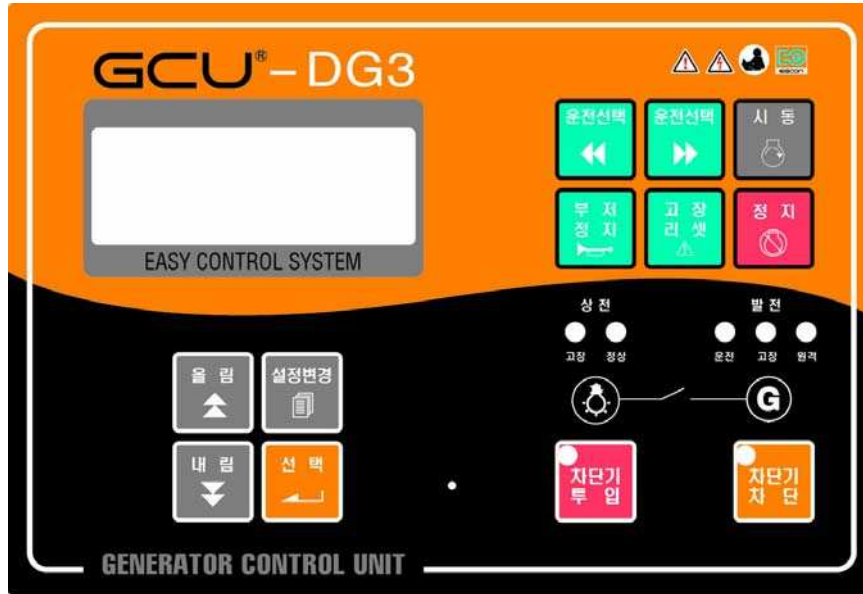 GCU®-DG3
EASY CONTROL SYSTEM
운전선택
운전선택
시 동
부 저
정 지
고 장
리 셋
정 지
상 전
발 전
고장
정상
운전
고장
원격
올 림
설정변경
내 림
선 택
G
차단기
투 입
차단기
차 단
GENERATOR CONTROL UNIT